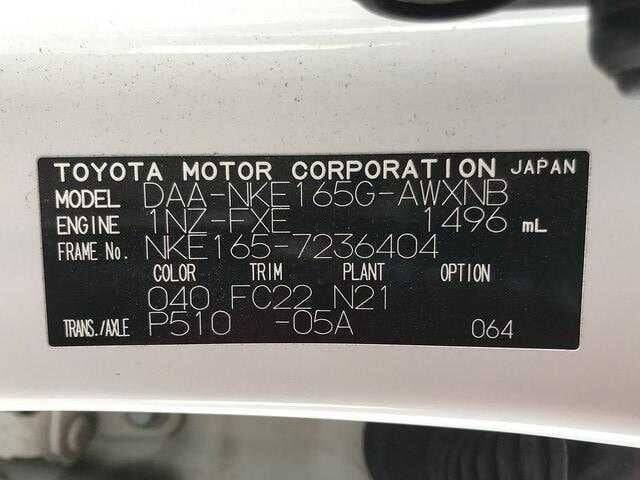 TOYOTA MOTOR CORPORATION JAPAN
MODEL DAA-NKE165G-AWXNB
ENGINE 1NZ-FXE 1496 mL
FRAME No. NKE165-7236404
COLOR TRIM PLANT OPTION
040 FC22 N21
TRANS./AXLE P510 -05A 064